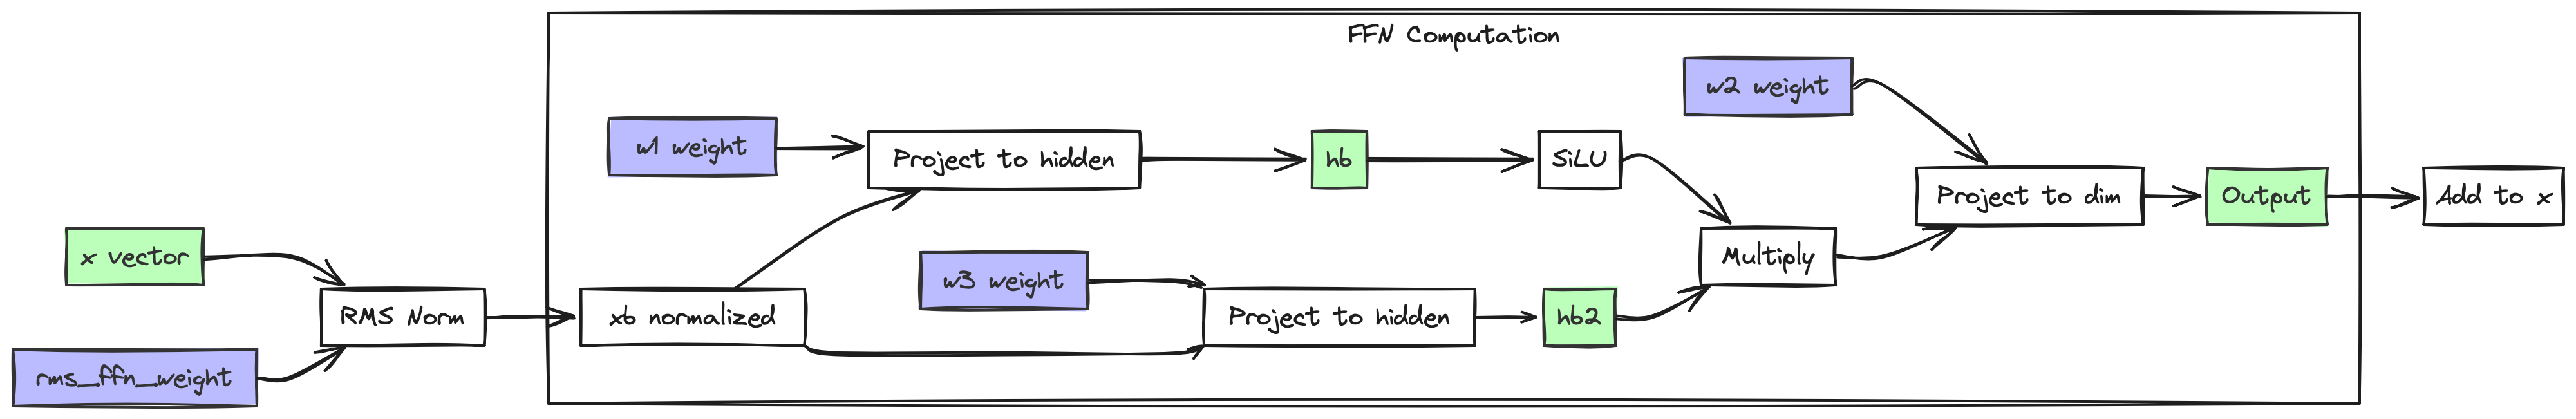 FFN Computation
w2 weight
w1 weight
Project to hidden
hb
SiLU
Project to dim
Output
Add to x
x vector
Multiply
w3 weight
RMS Norm
xb normalized
Project to hidden
hb2
rms_ffn_weight